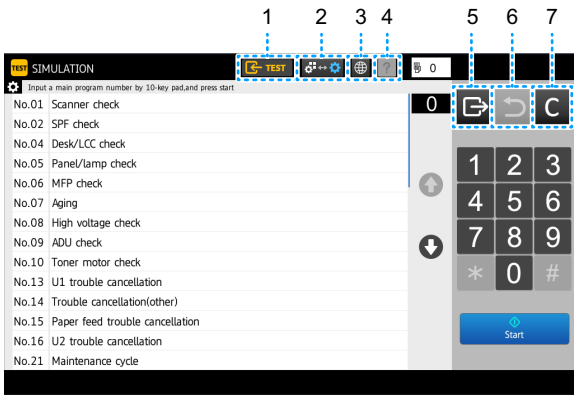 1 2 3 4 5 6 7
TEST SIMULATION TEST ? 0
Input a main program number by 10-key pad,and press start
0 C
No.01 Scanner check
No.02 SPF check
No.04 Desk/LCC check
No.05 Panel/lamp check
No.06 MFP check
No.07 Aging
No.08 High voltage check
No.09 ADU check
No.10 Toner motor check
No.13 U1 trouble cancellation
No.14 Trouble cancellation(other)
No.15 Paper feed trouble cancellation
No.16 U2 trouble cancellation
No.21 Maintenance cycle
1 2 3
4 5 6
7 8 9
* 0 #
Start